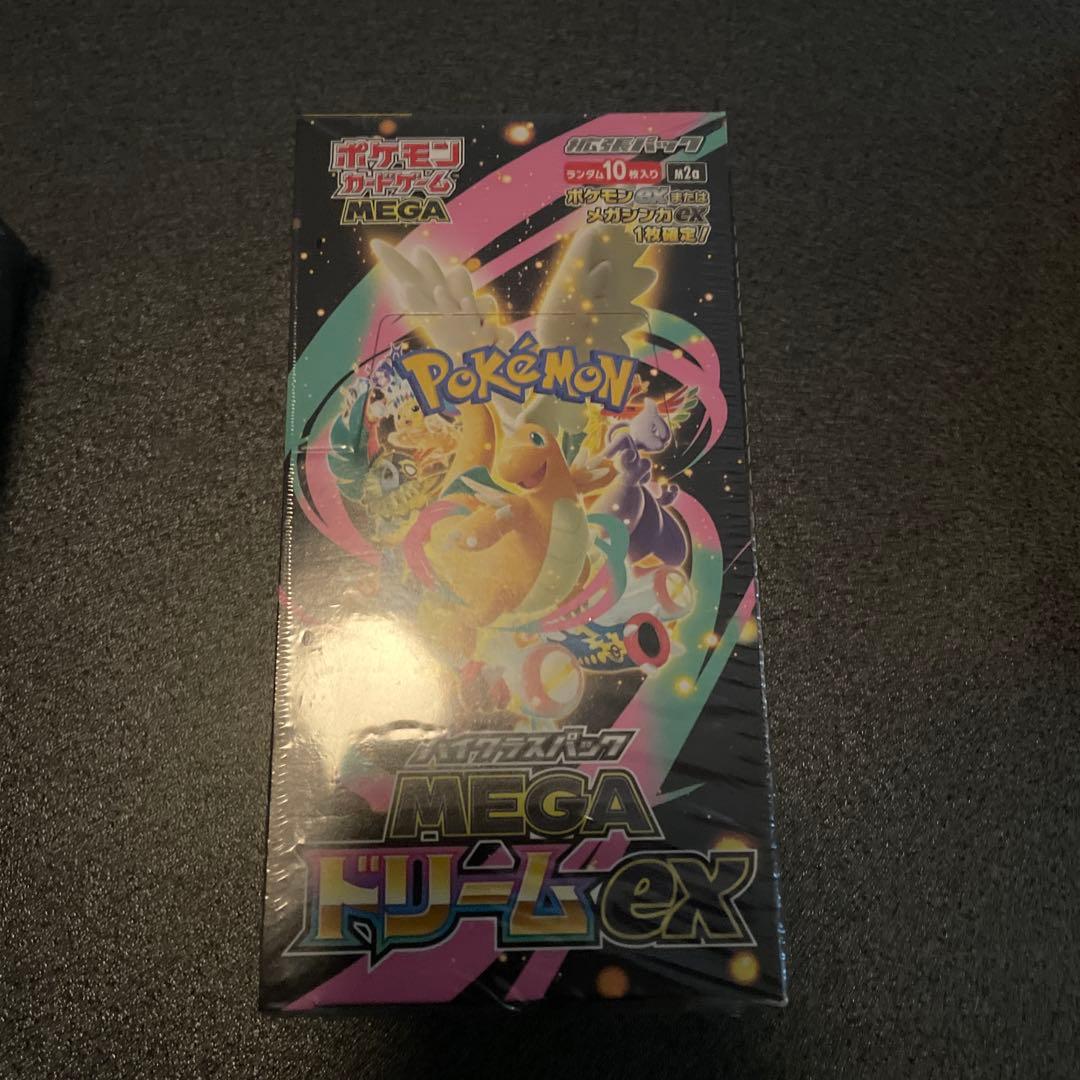 ポケモン
カードゲーム
MEGA
拡張パック
ランダム10枚入り M2a
ポケモンexまたは
メガシンカex
1枚確定!
POKéMON
ハイクラスパック
MEGA
ドリームex